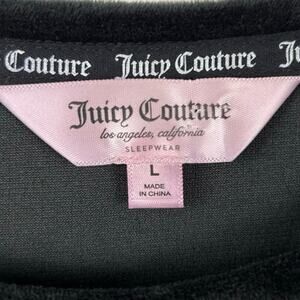 Couture Juicy Couture Juicy
Juicy Couture
los angeles, california
SLEEPWEAR
L
MADE
IN CHINA